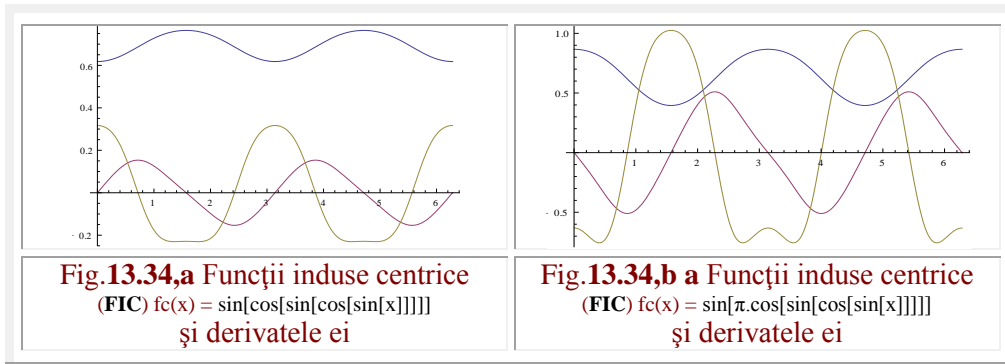 0.6
0.4
0.2
1 2 3 4 5 6
- 0.2
Fig.13.34,a Funcţii induse centrice
(FIC) fc(x) = sin[cos[sin[cos[sin[x]]]]]
şi derivatele ei
1.0
0.5
1 2 3 4 5 6
- 0.5
Fig.13.34,b a Funcţii induse centrice
(FIC) fc(x) = sin[π.cos[sin[cos[sin[x]]]]]
şi derivatele ei